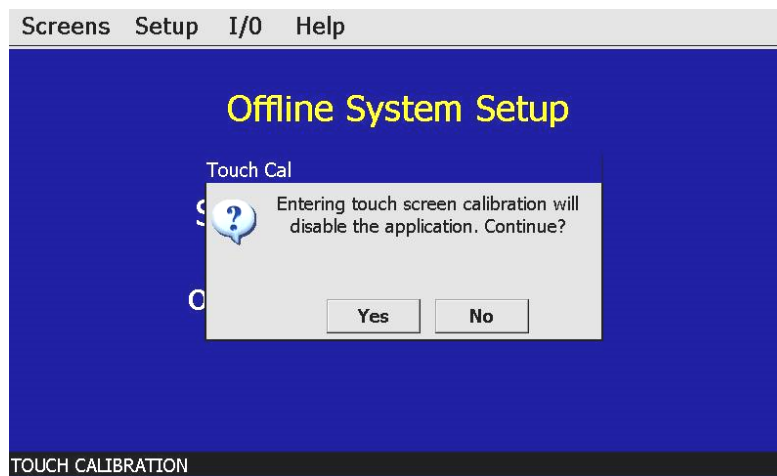 Screens Setup I/O Help
Offline System Setup
Touch Cal
Entering touch screen calibration will
disable the application. Continue?
Yes No
TOUCH CALIBRATION